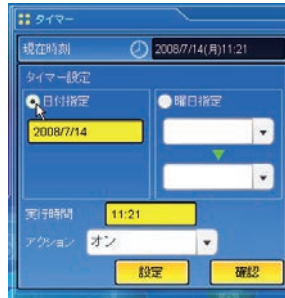 タイマー
現在時刻 2008/7/14(月)11:21
タイマー設定
日付指定 曜日指定
2008/7/14
実行時間 11:21
アクション オン
設定 確認